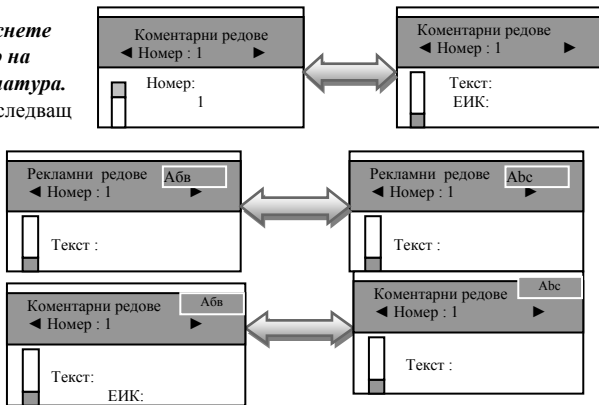 снете
на
атура.
следващ
Коментарни редове
◄ Номер : 1 ►
Номер:
1
Коментарни редове
◄ Номер : 1 ►
Текст:
ЕИК:
Рекламни редове Абв
◄ Номер : 1 ►
Текст :
Рекламни редове Abc
◄ Номер : 1 ►
Текст :
Коментарни редове Абв
◄ Номер : 1 ►
Текст:
ЕИК:
Коментарни редове Abc
◄ Номер : 1 ►
Текст :